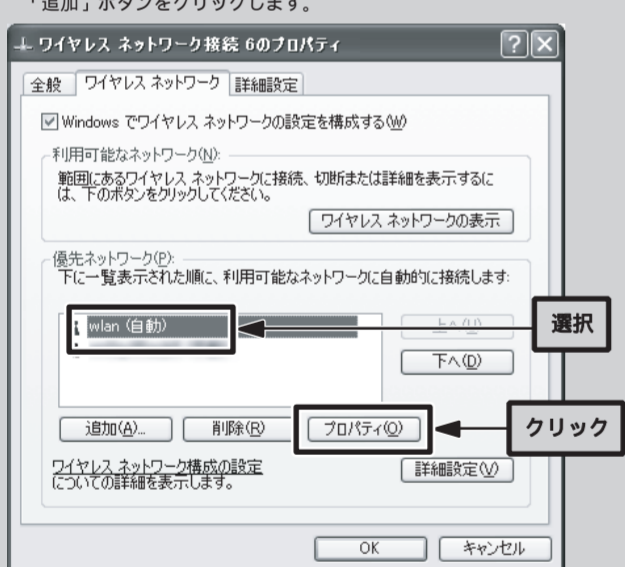 「追加」ボタンをクリックします。
ワイヤレス ネットワーク接続 6のプロパティ
全般 ワイヤレス ネットワーク 詳細設定
Windows でワイヤレス ネットワークの設定を構成する(W)
利用可能なネットワーク(N):
範囲にあるワイヤレス ネットワークに接続、切断または詳細を表示するに
は、下のボタンをクリックしてください。
ワイヤレス ネットワークの表示
優先ネットワーク(P):
下に一覧表示された順に、利用可能なネットワークに自動的に接続します:
wlan (自動)
上へ(U)
選択
下へ(D)
追加(A)... 削除(R) プロパティ(O)
クリック
ワイヤレス ネットワーク構成の設定
についての詳細を表示します。
詳細設定(V)
OK キャンセル